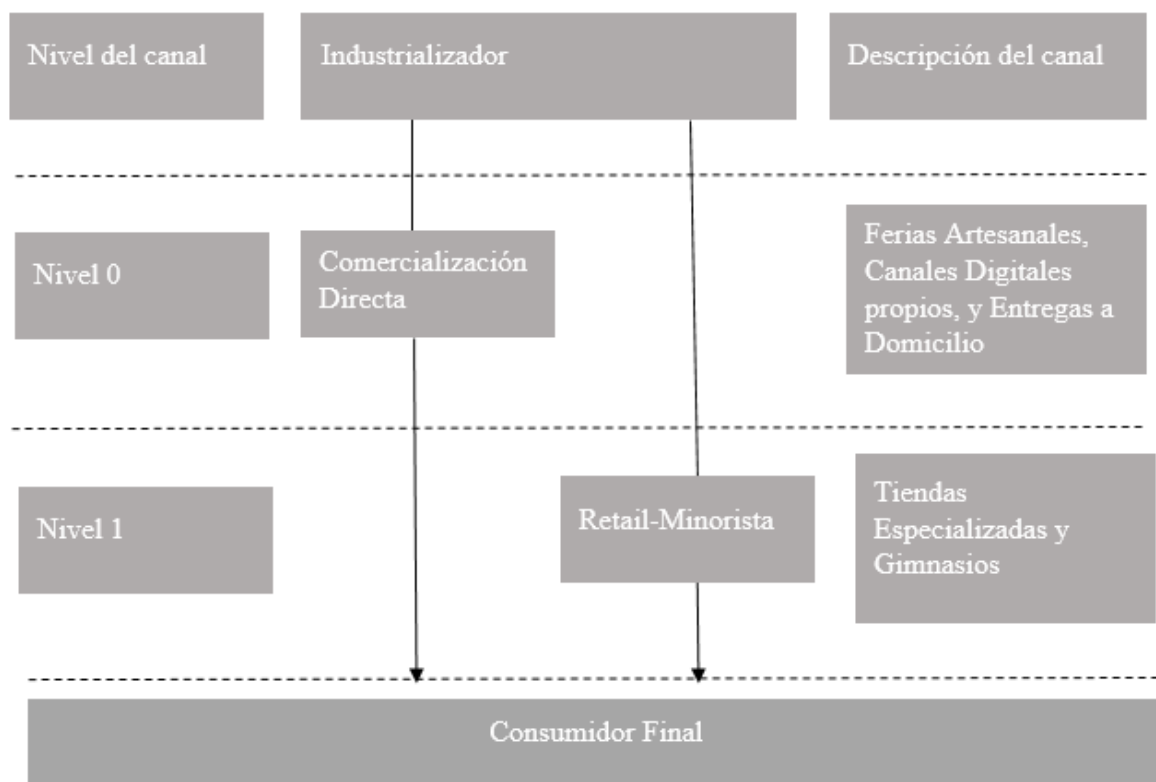 Nivel del canal
Industrializador
Descripción del canal
Nivel 0
Comercialización
Directa
Ferias Artesanales,
Canales Digitales
propios, y Entregas a
Domicilio
Nivel 1
Retail-Minorista
Tiendas
Especializadas y
Gimnasios
Consumidor Final